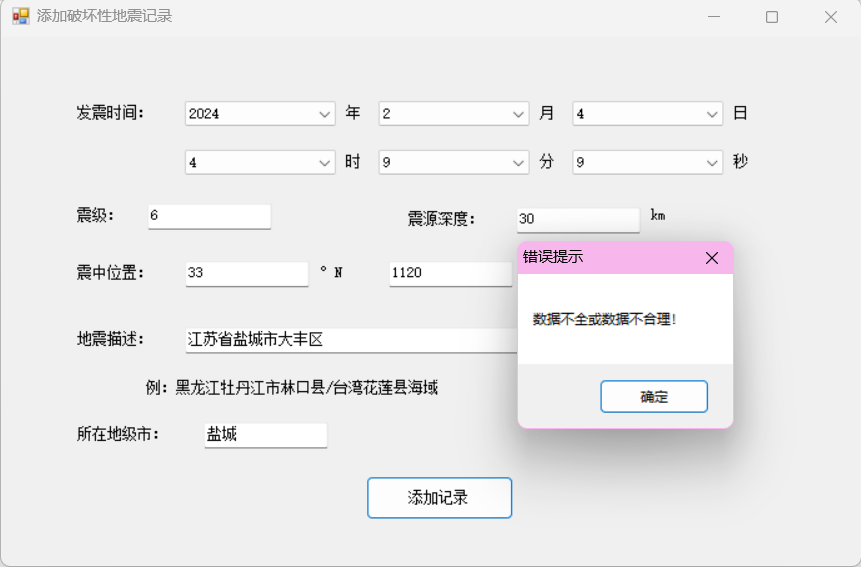 添加破坏性地震记录
发震时间： 2024 年 2 月 4 日
4 时 9 分 9 秒
震级： 6 震源深度： 30 km
错误提示
震中位置： 33 ° N 1120
数据不全或数据不合理！
地震描述： 江苏省盐城市大丰区
例：黑龙江牡丹江市林口县/台湾花莲县海域
确定
所在地级市： 盐城
添加记录